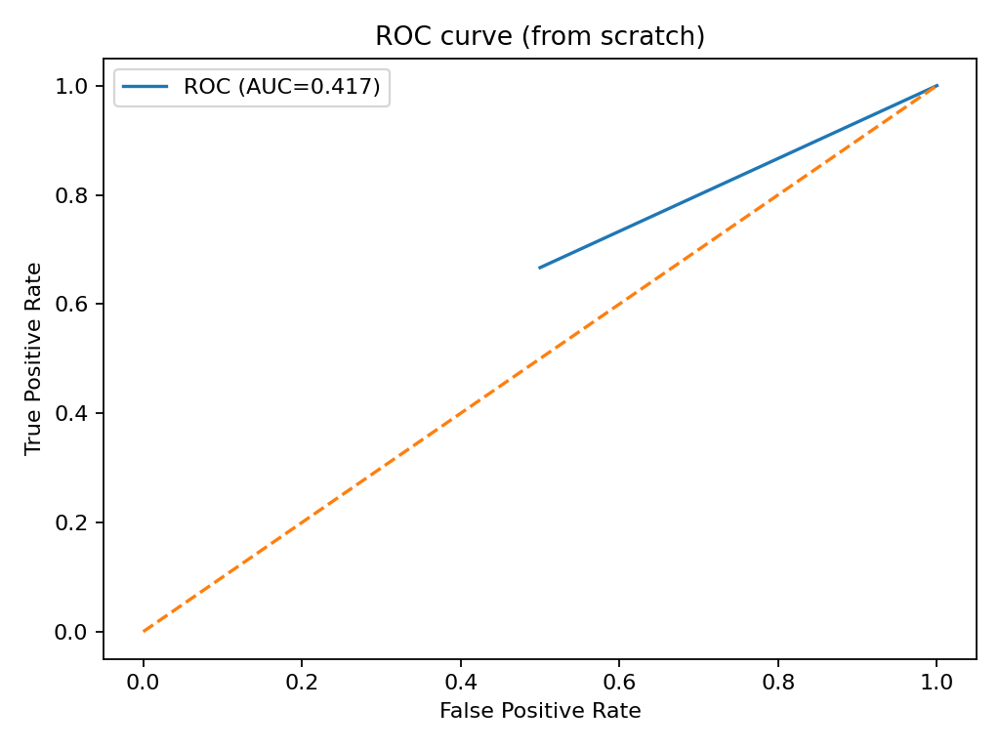 ROC curve (from scratch)
ROC (AUC=0.417)
1.0
0.8
0.6
0.4
0.2
0.0
True Positive Rate
0.0 0.2 0.4 0.6 0.8 1.0
False Positive Rate